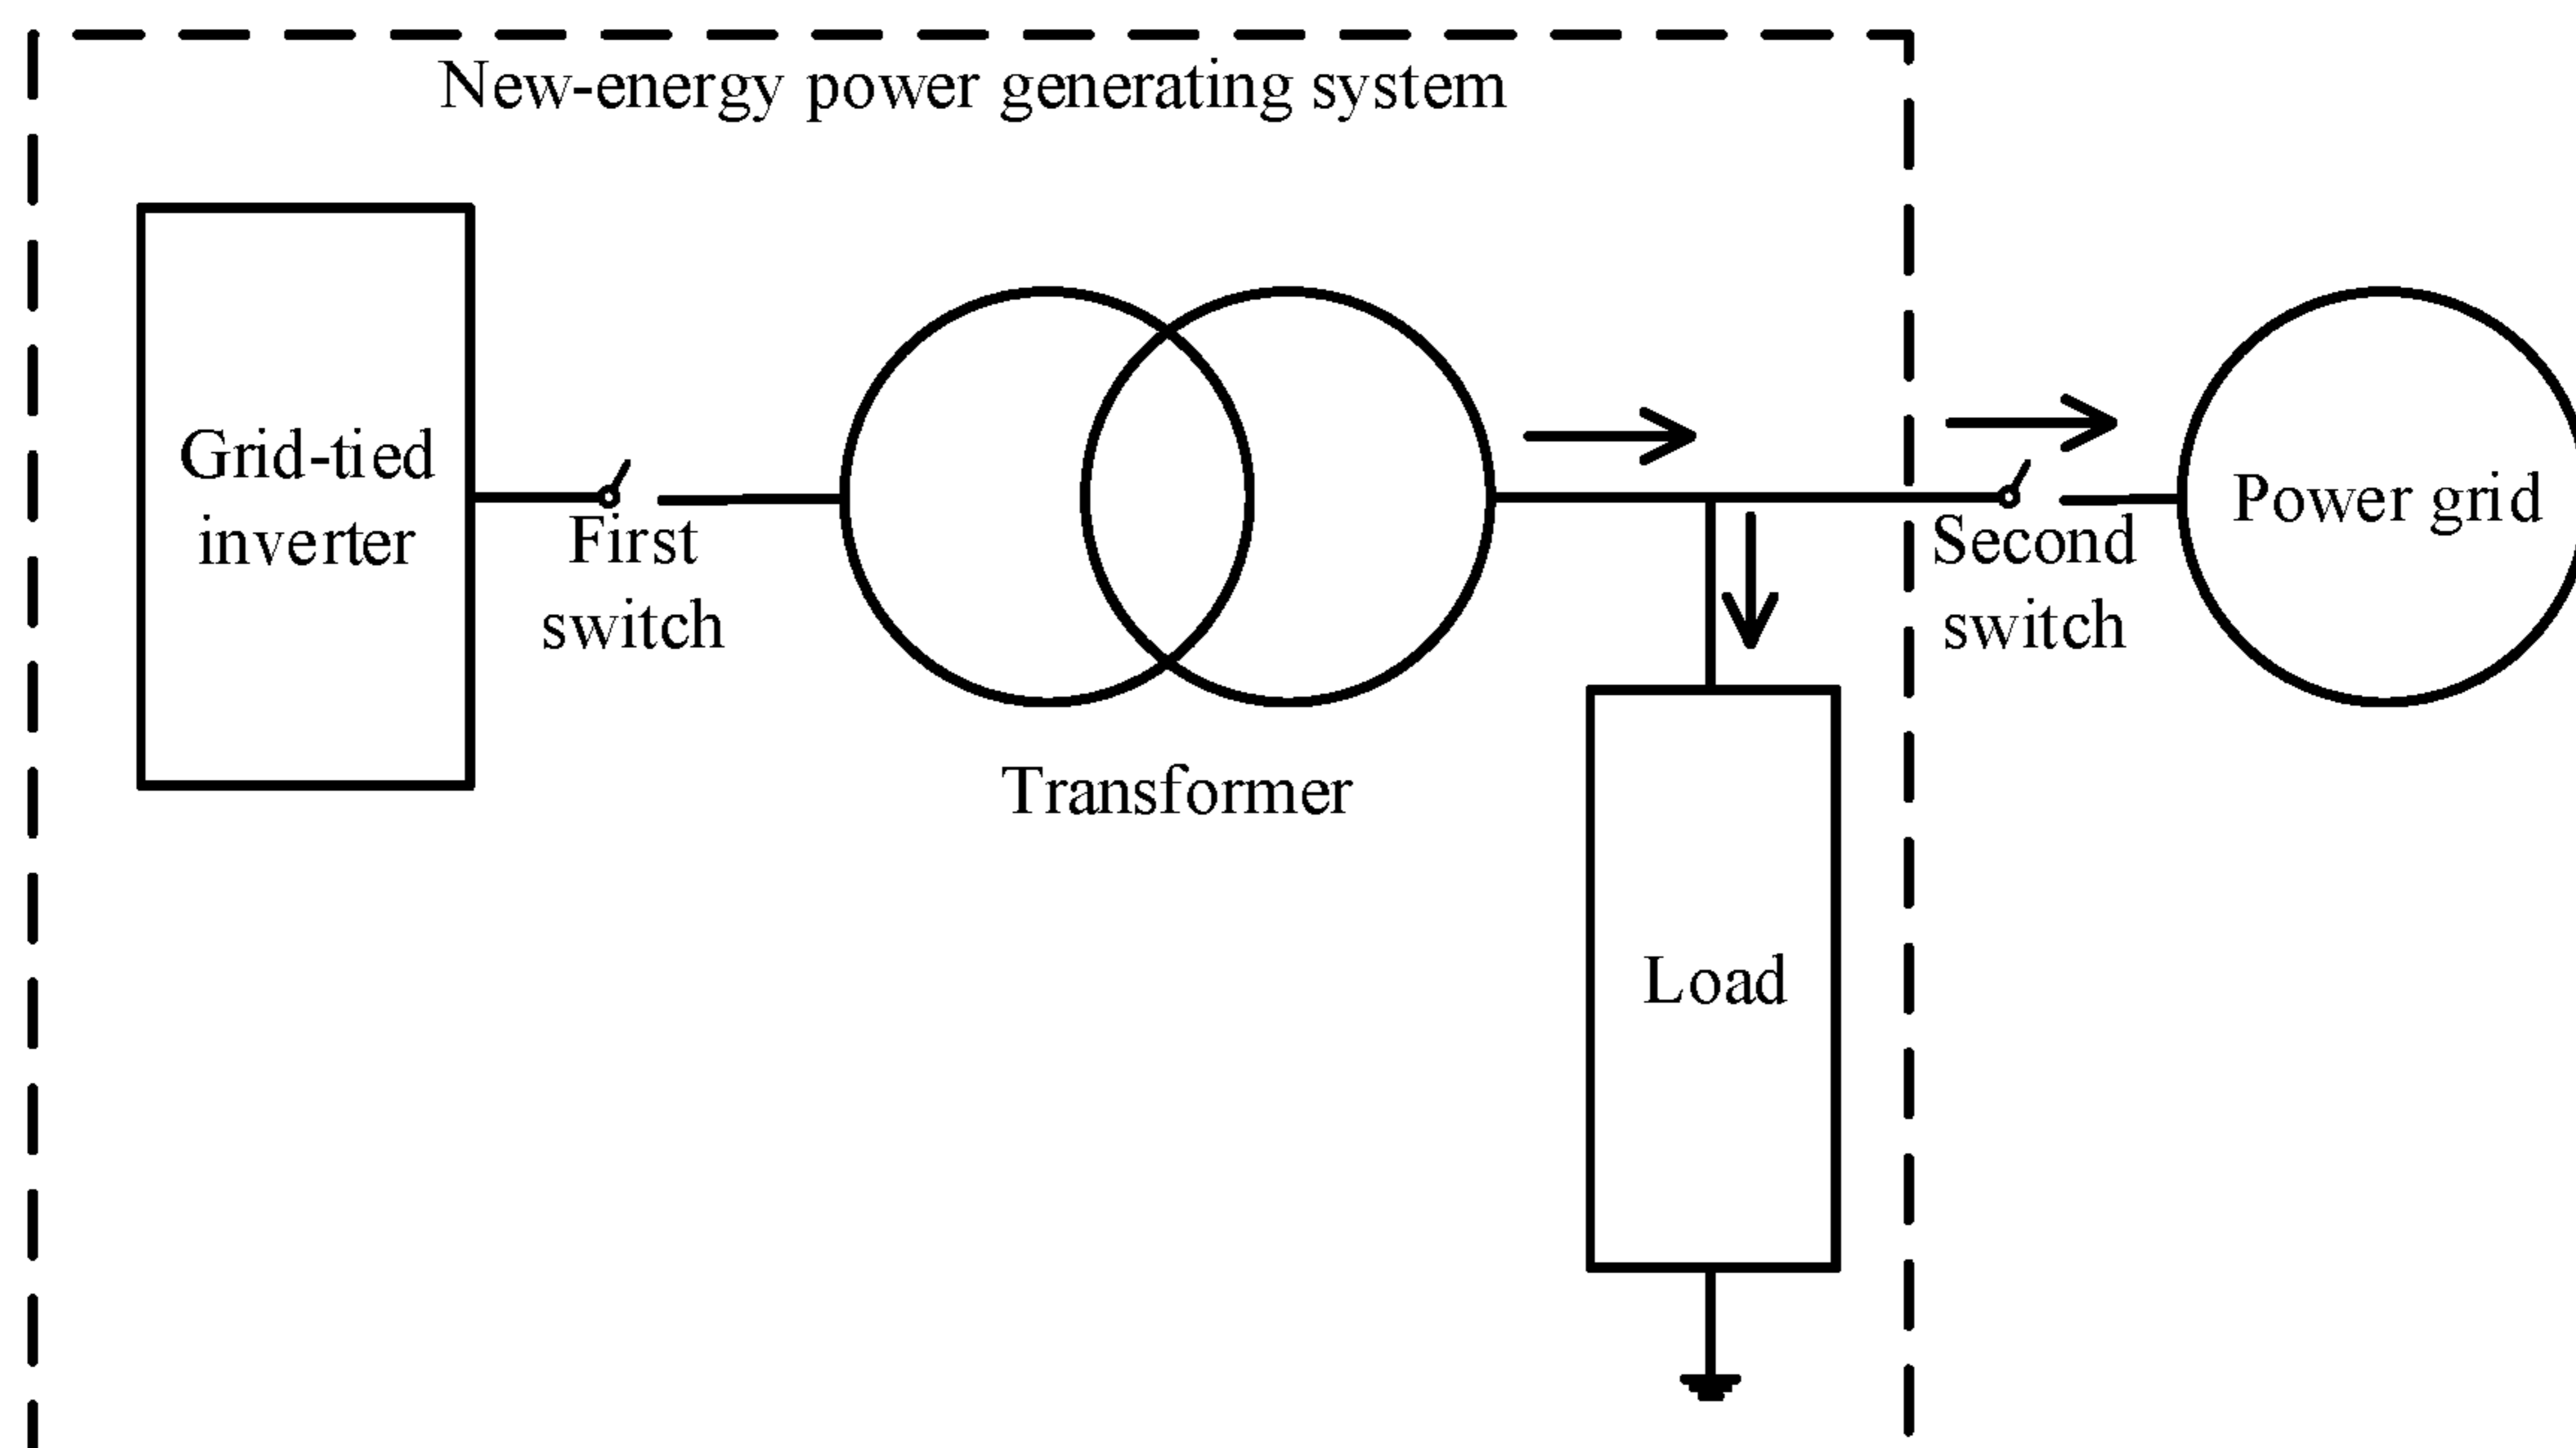 New-energy power generating system
Grid-tied
inverter
First
switch
Transformer
Load
Second
switch
Power grid